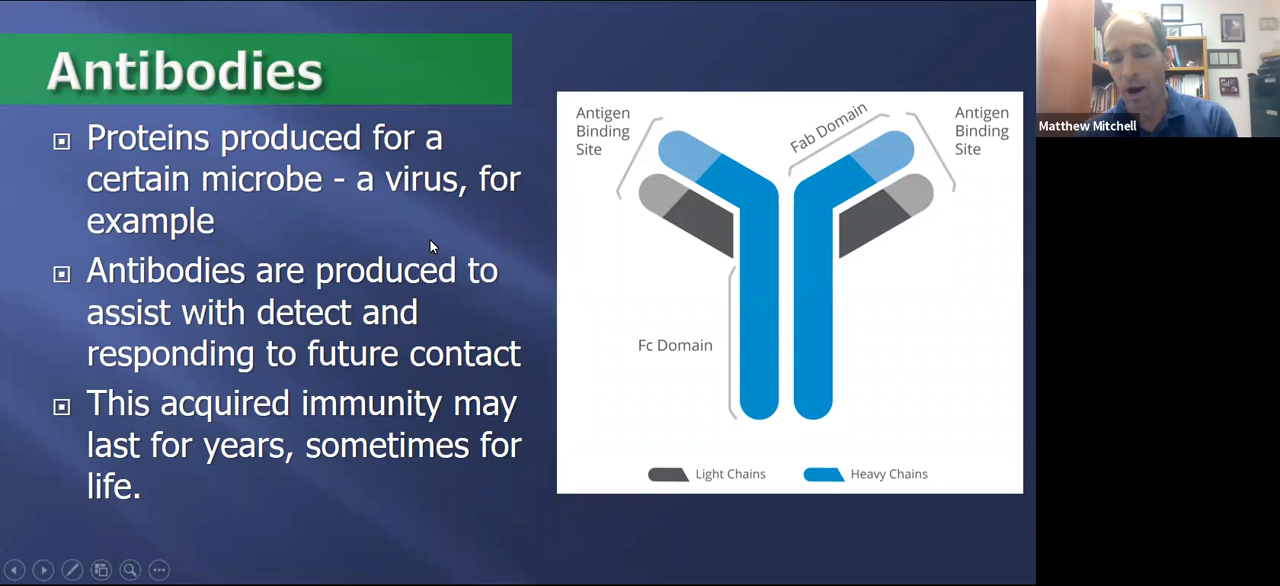 Antibodies
Proteins produced for a
certain microbe - a virus, for
example
Antibodies are produced to
assist with detect and
responding to future contact
This acquired immunity may
last for years, sometimes for
life.
Antigen
Binding
Site
Fab Domain
Antigen
Binding
Site
Fc Domain
Light Chains
Heavy Chains
Matthew Mitchell